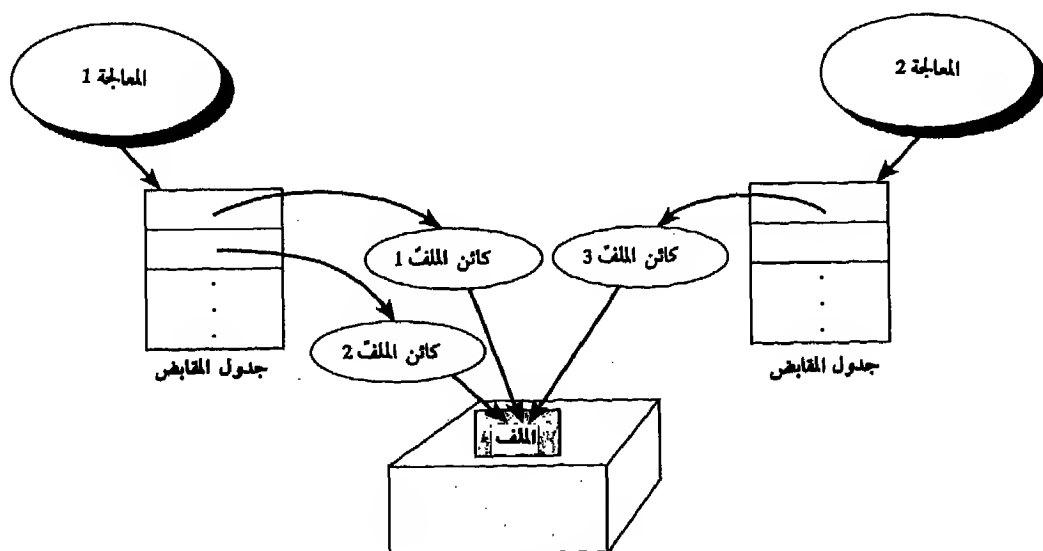 المعالجة 1
المعالجة 2
كائن الملفّ 1
كائن الملفّ 3
كائن الملفّ 2
جدول المقابض
جدول المقابض
الملف